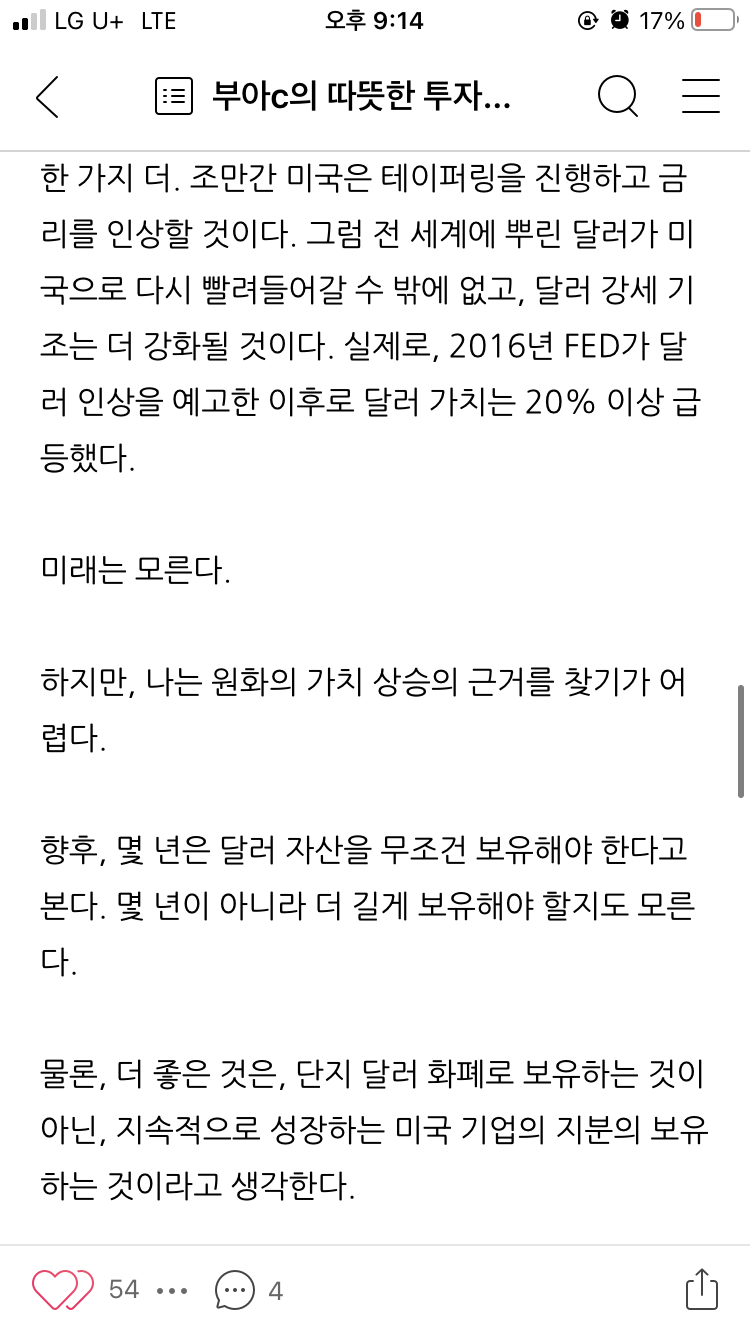 LG U+ LTE 오후 9:14 17%
부아c의 따뜻한 투자...
한 가지 더. 조만간 미국은 테이퍼링을 진행하고 금
리를 인상할 것이다. 그럼 전 세계에 뿌린 달러가 미
국으로 다시 빨려들어갈 수 밖에 없고, 달러 강세 기
조는 더 강화될 것이다. 실제로, 2016년 FED가 달
러 인상을 예고한 이후로 달러 가치는 20% 이상 급
등했다.
미래는 모른다.
하지만, 나는 원화의 가치 상승의 근거를 찾기가 어
렵다.
향후, 몇 년은 달러 자산을 무조건 보유해야 한다고
본다. 몇 년이 아니라 더 길게 보유해야 할지도 모른
다.
물론, 더 좋은 것은, 단지 달러 화폐로 보유하는 것이
아닌, 지속적으로 성장하는 미국 기업의 지분의 보유
하는 것이라고 생각한다.
54 4